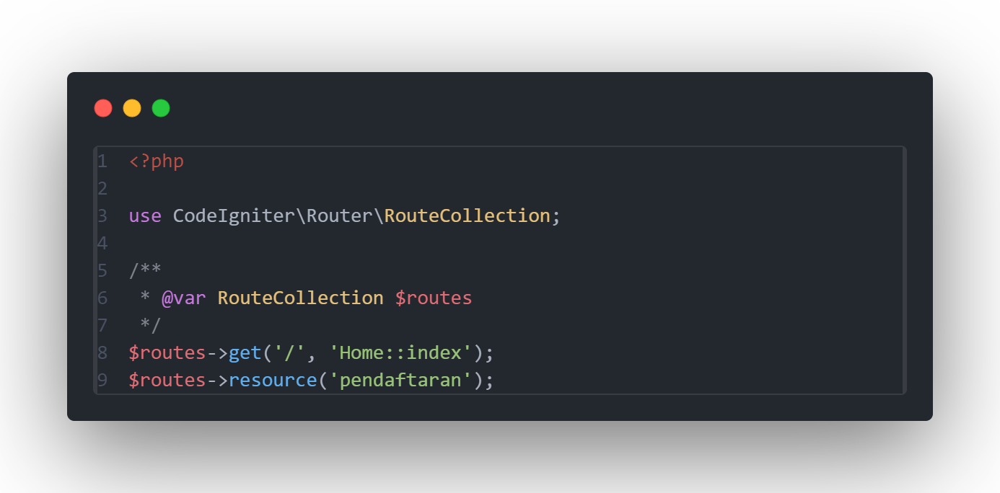 1 <?php
2
3 use CodeIgniter\Router\RouteCollection;
4
5 /**
6  * @var RouteCollection $routes
7  */
8 $routes->get('/', 'Home::index');
9 $routes->resource('pendaftaran');